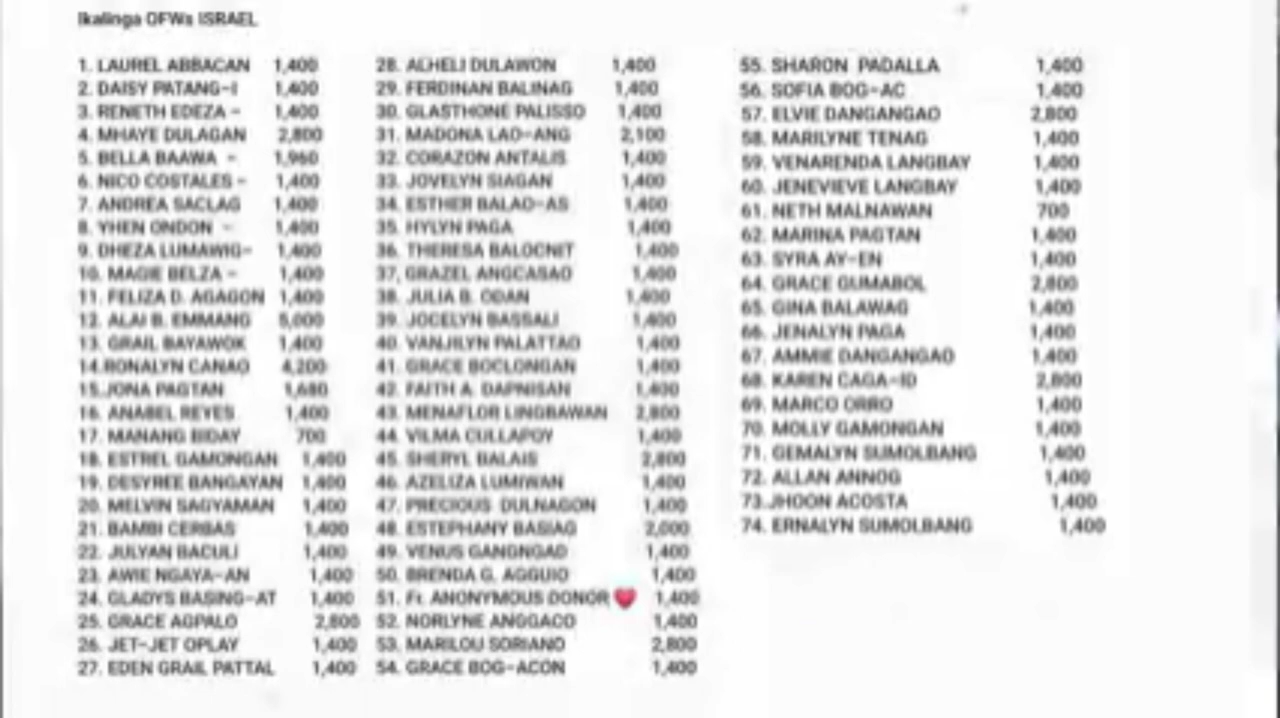 Ikalinga OFWs ISRAEL
1. LAUREL ABBACAN 1,400
2. DAISY PATANG-I 1,400
3. RENETH EDEZA - 1,400
4. MHAYE DULAGAN 2,800
5. BELLA BAAWA - 1,960
6. NICO COSTALES - 1,400
7. ANDREA SACLAG 1,400
8. YHEN ONDON - 1,400
9. DHEZA LUMAWIG- 1,400
10. MAGIE BELZA - 1,400
11. FELIZA D. AGAGON 1,400
12. ALAI B. EMMANG 5,000
13. GRAIL BAYAWOK 1,400
14.RONALYN CANAO 4,200
15.JONA PAGTAN 1,680
16. ANABEL REYES 1,400
17. MANANG BIDAY 700
18. ESTREL GAMONGAN 1,400
19. DESYREE BANGAYAN 1,400
20. MELVIN SAGYAMAN 1,400
21. BAMBI CERBAS 1,400
22. JULYAN BACULI 1,400
23. AWIE NGAYA-AN 1,400
24. GLADYS BASING-AT 1,400
25. GRACE AGPALO 2,800
26. JET-JET OPLAY 1,400
27. EDEN GRAIL PATTAL 1,400
28. ALHELI DULAWON 1,400
29. FERDINAN BALINAG 1,400
30. GLASTHONE PALISSO 1,400
31. MADONA LAO-ANG 2,100
32. CORAZON ANTALIS 1,400
33. JOVELYN SIAGAN 1,400
34. ESTHER BALAO-AS 1,400
35. HYLYN PAGA 1,400
36. THERESA BALOCNIT 1,400
37, GRAZEL ANGCASAO 1,400
38. JULIA B. ODAN 1,400
39. JOCELYN BASSALI 1,400
40. VANJILYN PALATTAO 1,400
41. GRACE BOCLONGAN 1,400
42. FAITH A. DAPNISAN 1,400
43. MENAFLOR LINGBAWAN 2,800
44. VILMA CULLAPOY 1,400
45. SHERYL BALAIS 2,800
46. AZELIZA LUMIWAN 1,400
47. PRECIOUS DULNAGON 1,400
48. ESTEPHANY BASIAG 2,000
49. VENUS GANGNGAD 1,400
50. BRENDA G. AGGUIO 1,400
51. Fr. ANONYMOUS DONOR ❤ 1,400
52. NORLYNE ANGGACO 1,400
53. MARILOU SORIANO 2,800
54. GRACE BOG-ACON 1,400
55. SHARON PADALLA 1,400
56. SOFIA BOG-AC 1,400
57. ELVIE DANGANGAO 2,800
58. MARILYNE TENAG 1,400
59. VENARENDA LANGBAY 1,400
60. JENEVIEVE LANGBAY 1,400
61. NETH MALNAWAN 700
62. MARINA PAGTAN 1,400
63. SYRA AY-EN 1,400
64. GRACE GUMABOL 2,800
65. GINA BALAWAG 1,400
66. JENALYN PAGA 1,400
67. AMMIE DANGANGAO 1,400
68. KAREN CAGA-ID 2,800
69. MARCO ORRO 1,400
70. MOLLY GAMONGAN 1,400
71. GEMALYN SUMOLBANG 1,400
72. ALLAN ANNOG 1,400
73.JHOON ACOSTA 1,400
74. ERNALYN SUMOLBANG 1,400